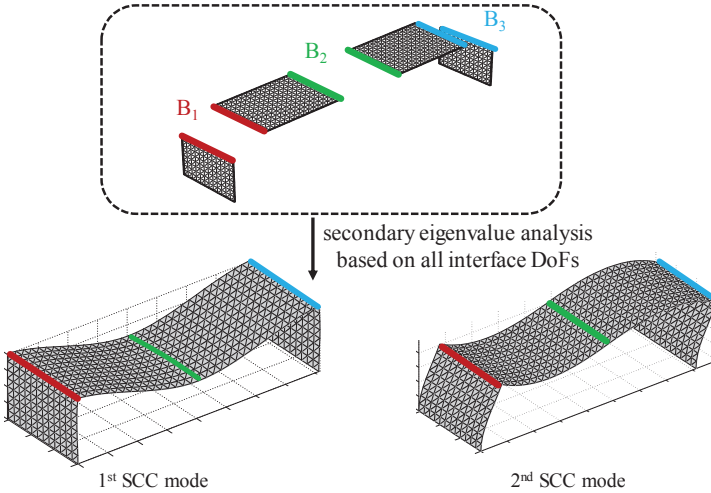 B₃
B₂
B₁
secondary eigenvalue analysis
based on all interface DoFs
1ˢᵗ SCC mode
2ⁿᵈ SCC mode